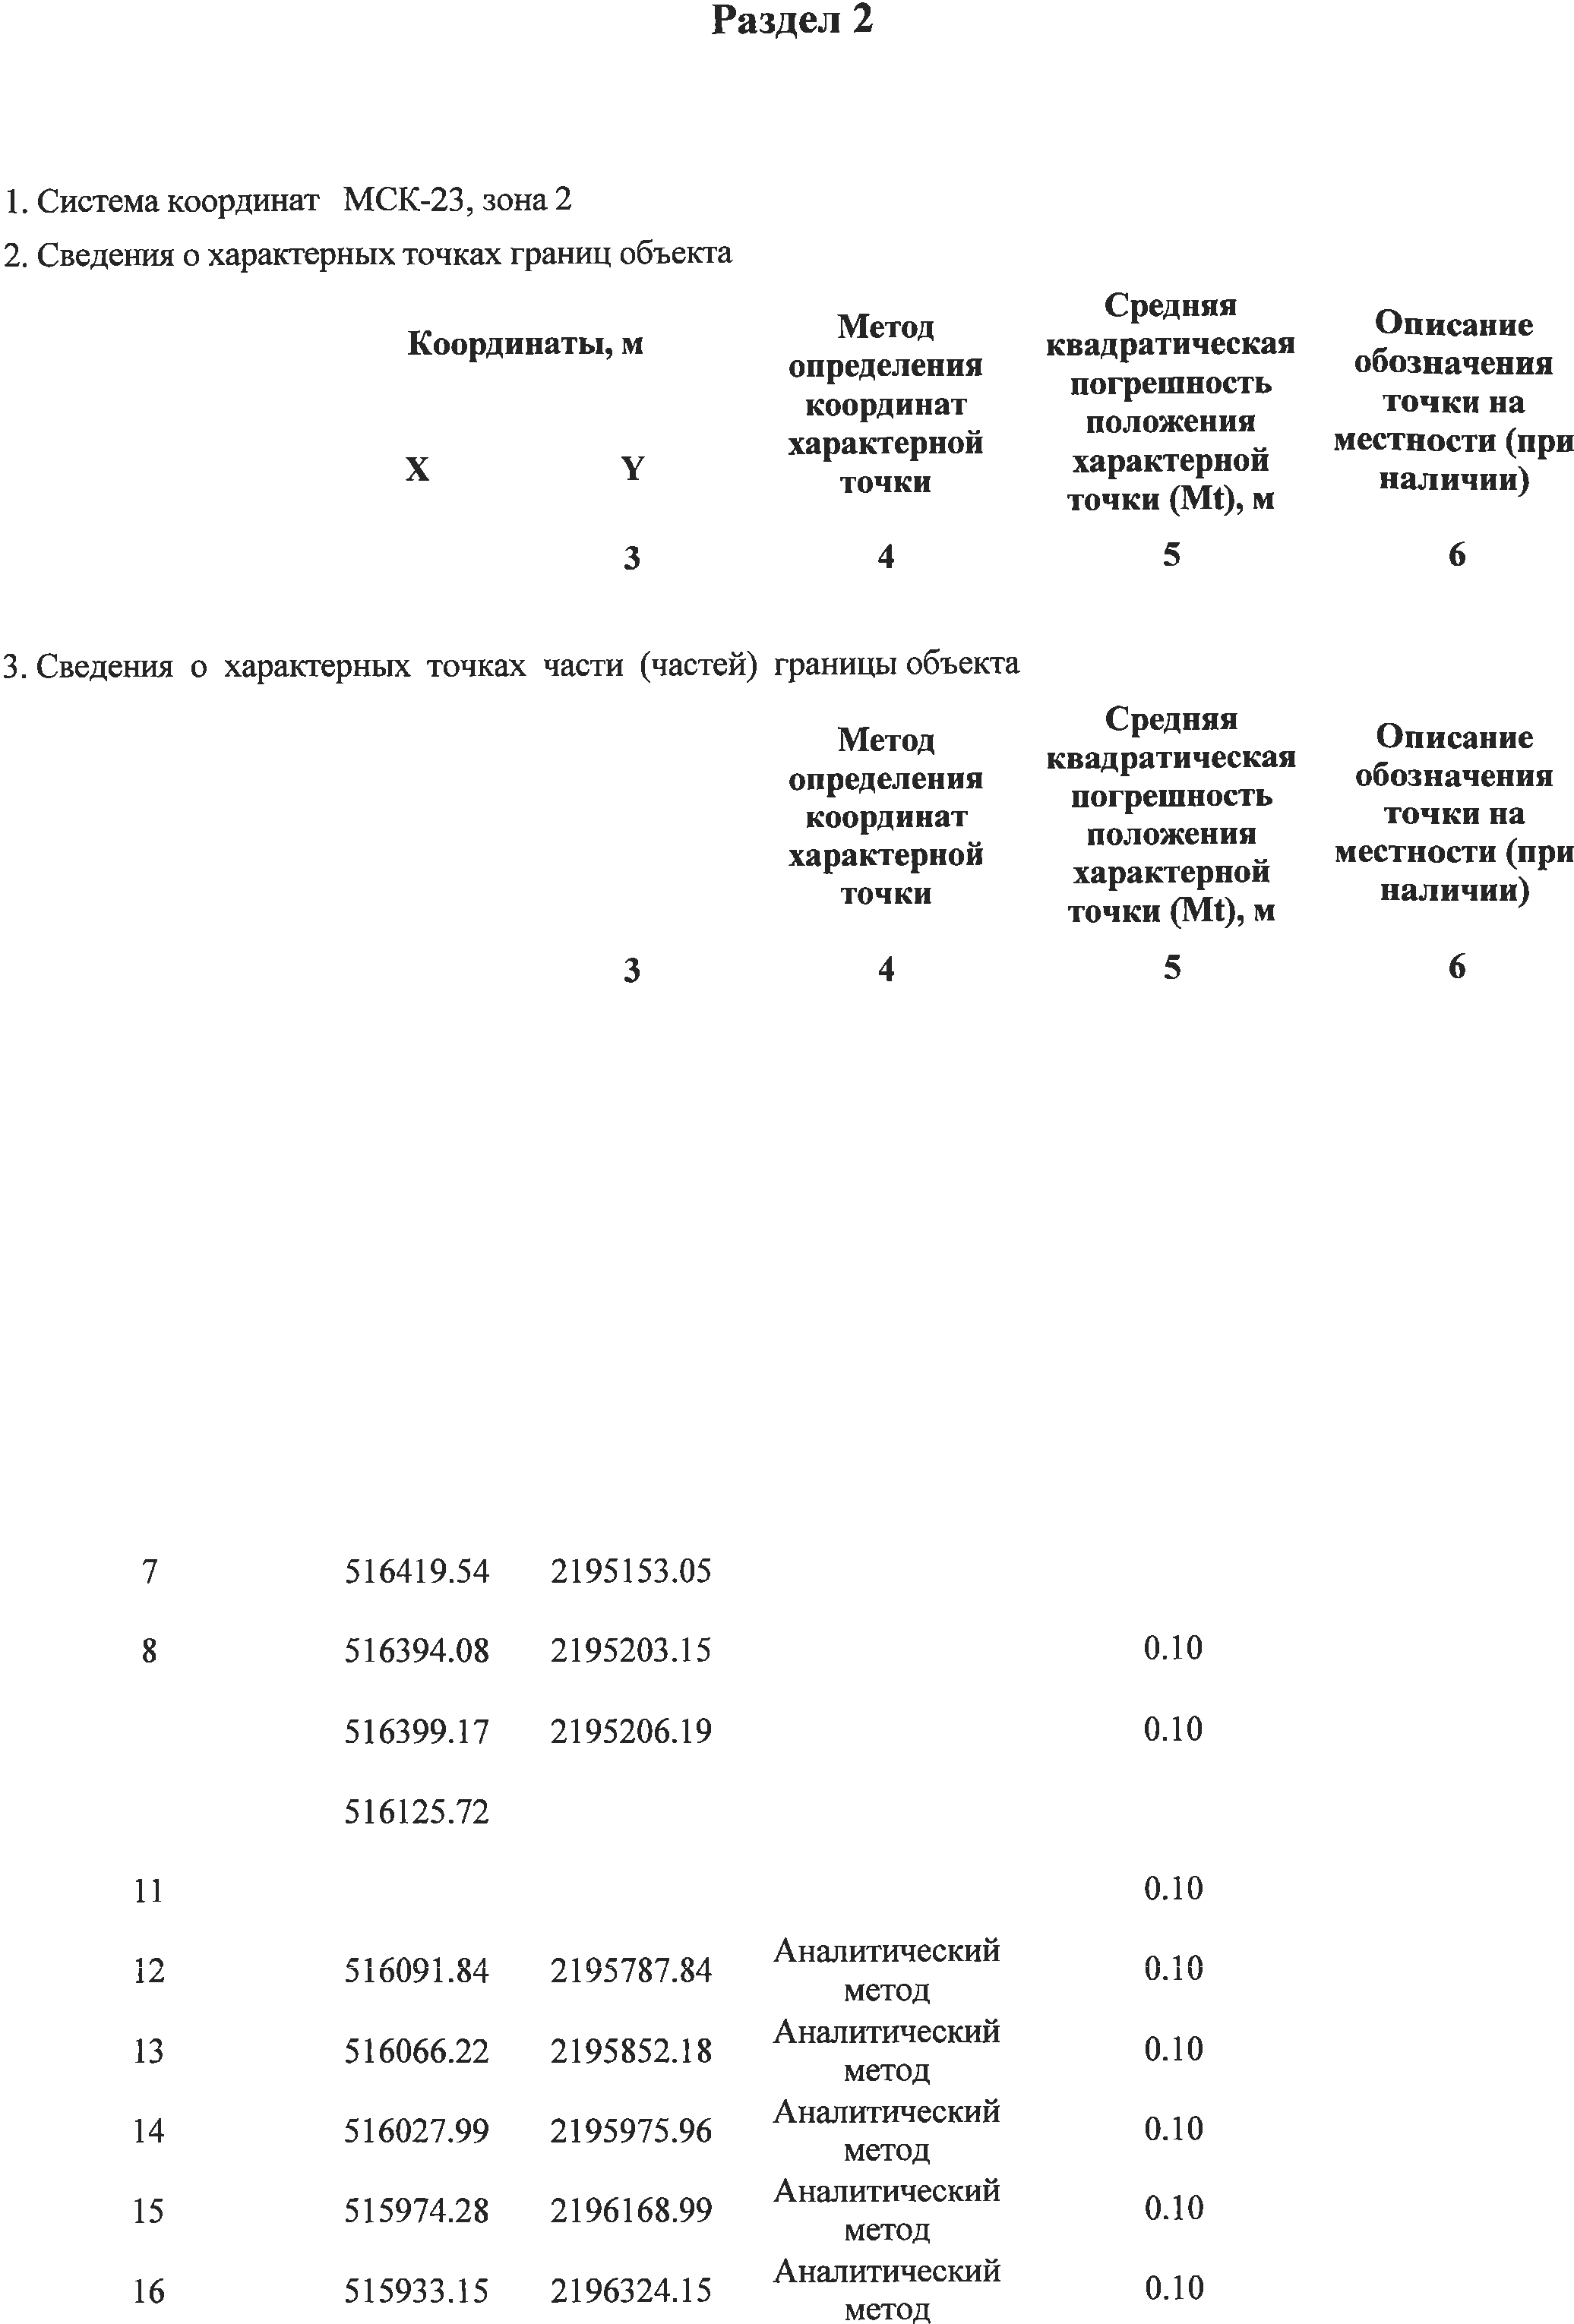 Раздел 2
1. Система координат МСК-23, зона 2
2. Сведения о характерных точках границ объекта
Координаты, м
X Y
Метод
определения
координат
характерной
точки
Средняя
квадратическая
погрешность
положения
характерной
точки (Mt), м
Описание
обозначения
точки на
местности (при
наличии)
3 4 5 6
3. Сведения о характерных точках части (частей) границы объекта
Метод
определения
координат
характерной
точки
Средняя
квадратическая
погрешность
положения
характерной
точки (Mt), м
Описание
обозначения
точки на
местности (при
наличии)
3 4 5 6
7 516419.54 2195153.05
8 516394.08 2195203.15 0.10
516399.17 2195206.19 0.10
516125.72
11 0.10
12 516091.84 2195787.84 Аналитический метод 0.10
13 516066.22 2195852.18 Аналитический метод 0.10
14 516027.99 2195975.96 Аналитический метод 0.10
15 515974.28 2196168.99 Аналитический метод 0.10
16 515933.15 2196324.15 Аналитический метод 0.10